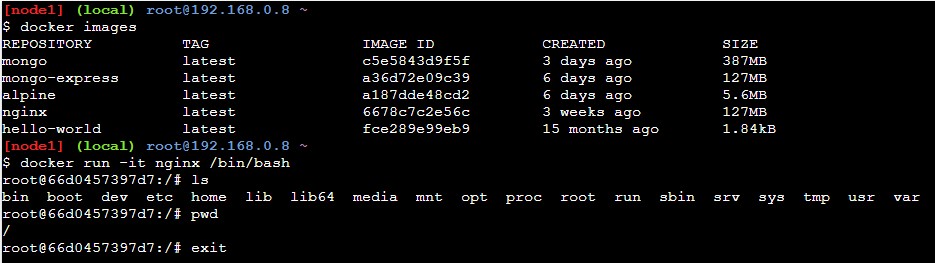 [node1] (local) root@192.168.0.8 ~
$ docker images
REPOSITORY TAG IMAGE ID CREATED SIZE
mongo latest c5e5843d9f5f 3 days ago 387MB
mongo-express latest a36d72e09c39 6 days ago 127MB
alpine latest a187dde48cd2 6 days ago 5.6MB
nginx latest 6678c7c2e56c 3 weeks ago 127MB
hello-world latest fce289e99eb9 15 months ago 1.84kB
[node1] (local) root@192.168.0.8 ~
$ docker run -it nginx /bin/bash
root@66d0457397d7:/# ls
bin boot dev etc home lib lib64 media mnt opt proc root run sbin srv sys tmp usr var
root@66d0457397d7:/# pwd
/
root@66d0457397d7:/# exit